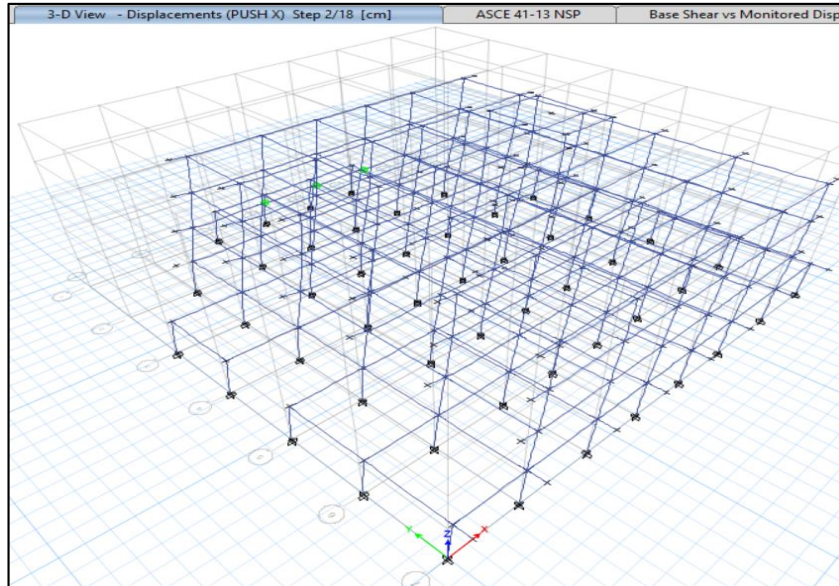 3-D View - Displacements (PUSH X) Step 2/18 [cm]
ASCE 41-13 NSP
Base Shear vs Monitored Disp
Y
Z
X